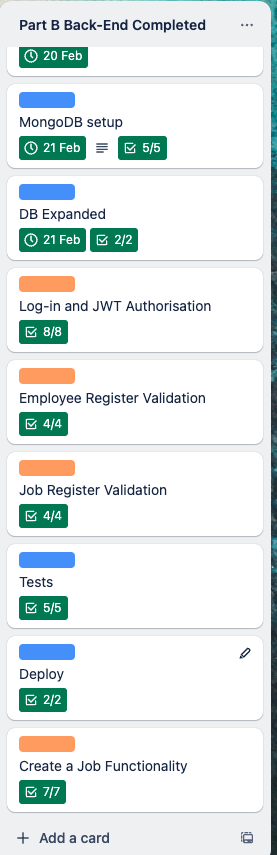 Part B Back-End Completed
20 Feb
MongoDB setup
21 Feb 5/5
DB Expanded
21 Feb 2/2
Log-in and JWT Authorisation
8/8
Employee Register Validation
4/4
Job Register Validation
4/4
Tests
5/5
Deploy
2/2
Create a Job Functionality
7/7
Add a card